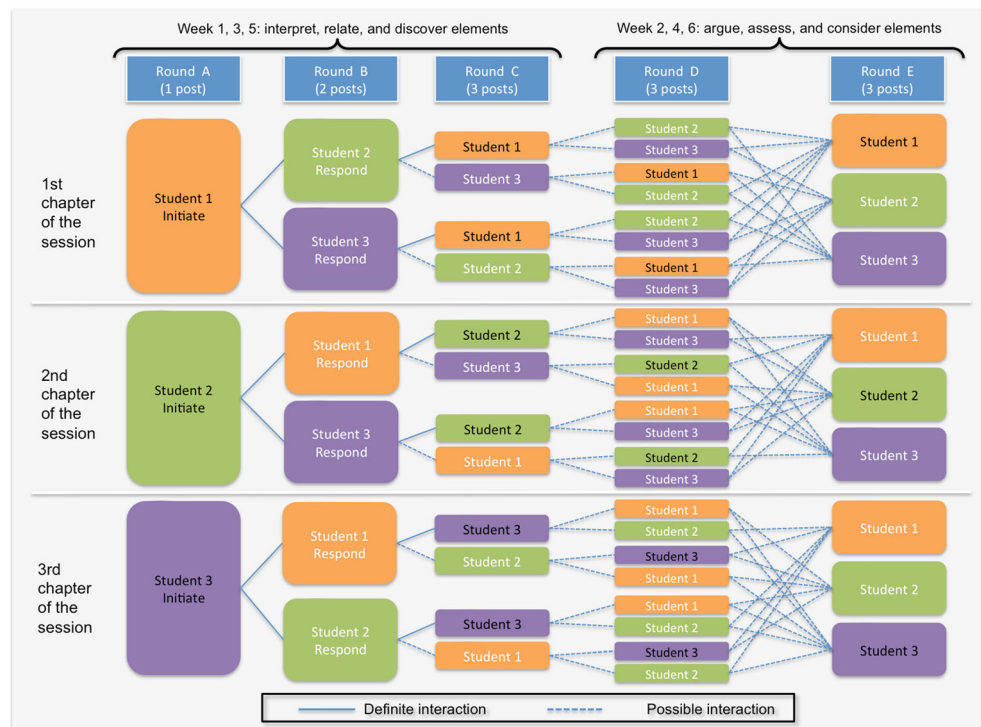 Week 1, 3, 5: interpret, relate, and discover elements
Week 2, 4, 6: argue, assess, and consider elements
Round A
(1 post)
Round B
(2 posts)
Round C
(3 posts)
Round D
(3 posts)
Round E
(3 posts)
1st
chapter
of the
session
Student 1
Initiate
Student 2
Respond
Student 3
Respond
Student 1
Student 3
Student 1
Student 2
Student 2
Student 3
Student 1
Student 2
Student 2
Student 3
Student 1
Student 3
Student 1
Student 2
Student 3
2nd
chapter
of the
session
Student 2
Initiate
Student 1
Respond
Student 3
Respond
Student 2
Student 3
Student 2
Student 1
Student 1
Student 3
Student 2
Student 1
Student 1
Student 3
Student 2
Student 3
Student 1
Student 2
Student 3
3rd
chapter
of the
session
Student 3
Initiate
Student 1
Respond
Student 2
Respond
Student 3
Student 2
Student 3
Student 1
Student 1
Student 2
Student 3
Student 1
Student 1
Student 2
Student 3
Student 2
Student 1
Student 2
Student 3
Definite interaction
Possible interaction